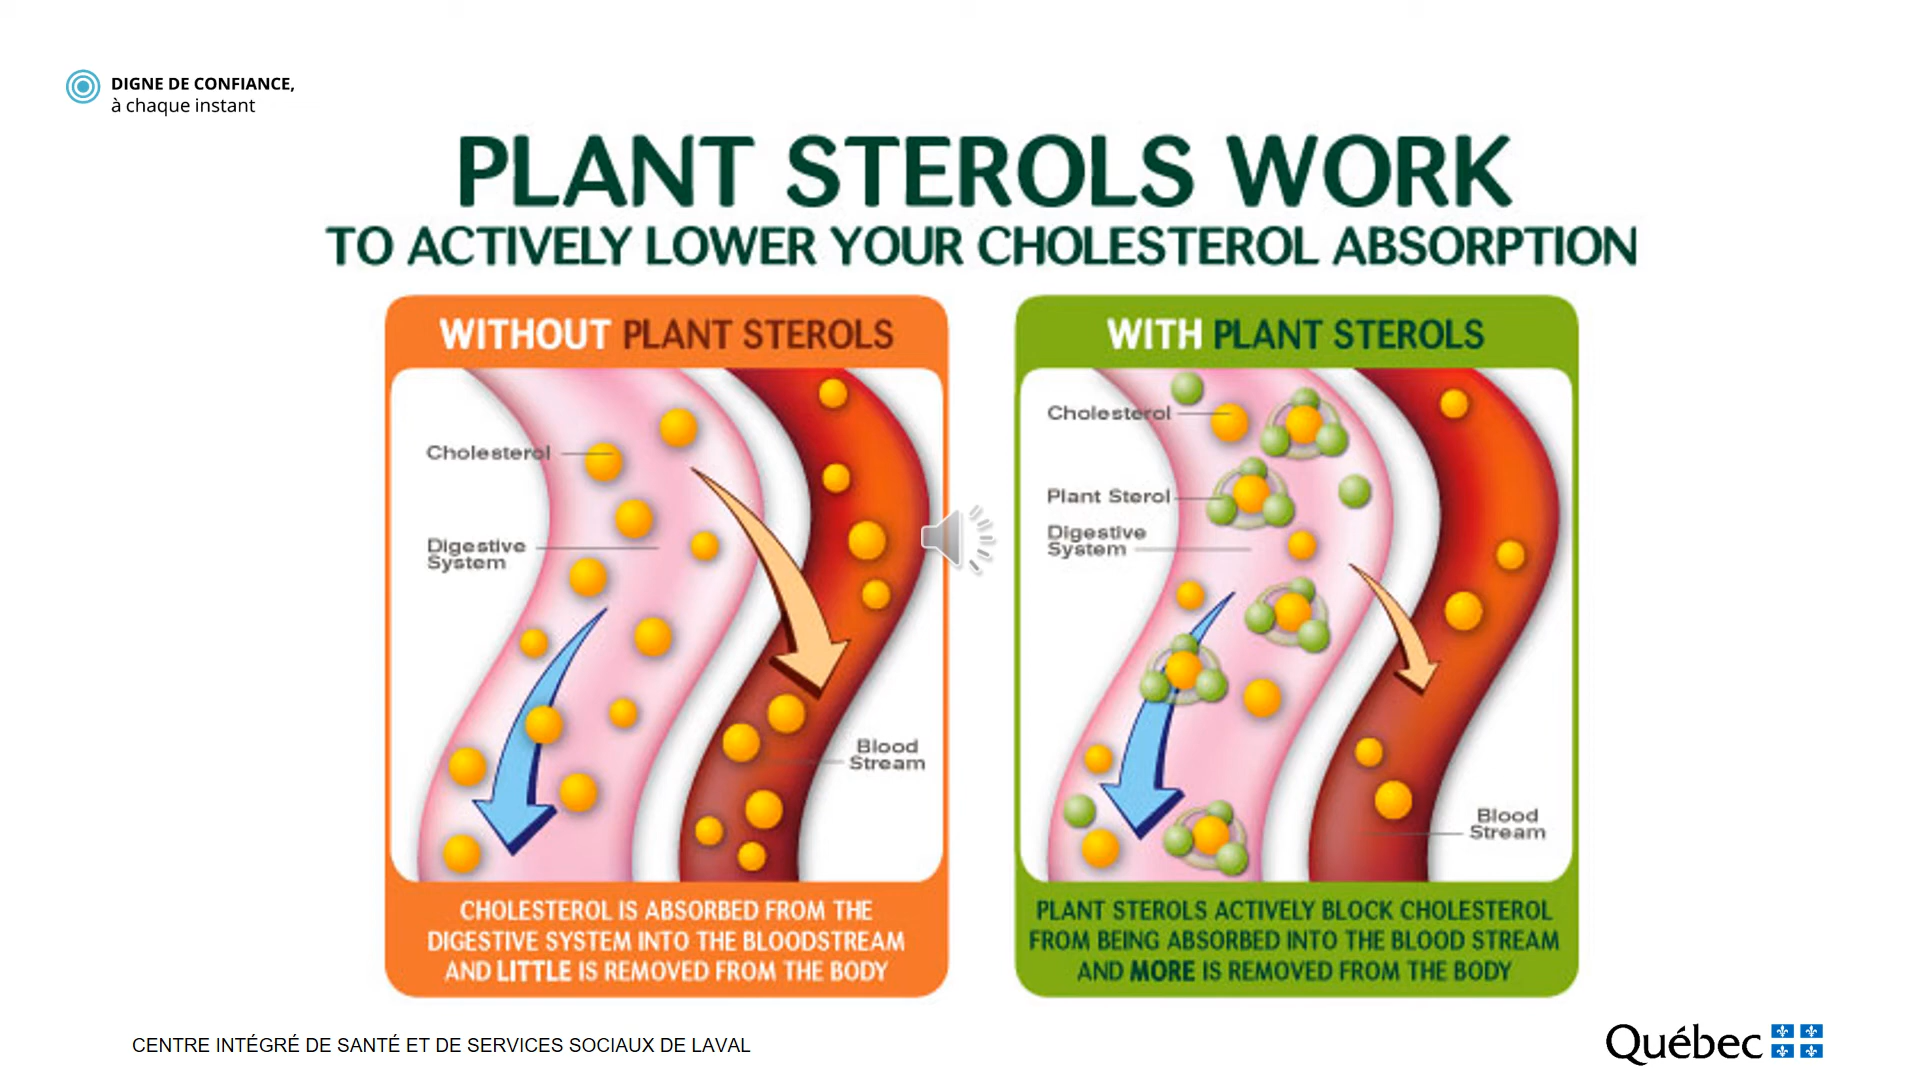 DIGNE DE CONFIANCE,
à chaque instant
PLANT STEROLS WORK
TO ACTIVELY LOWER YOUR CHOLESTEROL ABSORPTION
WITHOUT PLANT STEROLS
Cholesterol
Digestive
System
Blood
Stream
CHOLESTEROL IS ABSORBED FROM THE
DIGESTIVE SYSTEM INTO THE BLOODSTREAM
AND LITTLE IS REMOVED FROM THE BODY
WITH PLANT STEROLS
Cholesterol
Plant Sterol
Digestive
System
Blood
Stream
PLANT STEROLS ACTIVELY BLOCK CHOLESTEROL
FROM BEING ABSORBED INTO THE BLOOD STREAM
AND MORE IS REMOVED FROM THE BODY
CENTRE INTÉGRÉ DE SANTÉ ET DE SERVICES SOCIAUX DE LAVAL
Québec